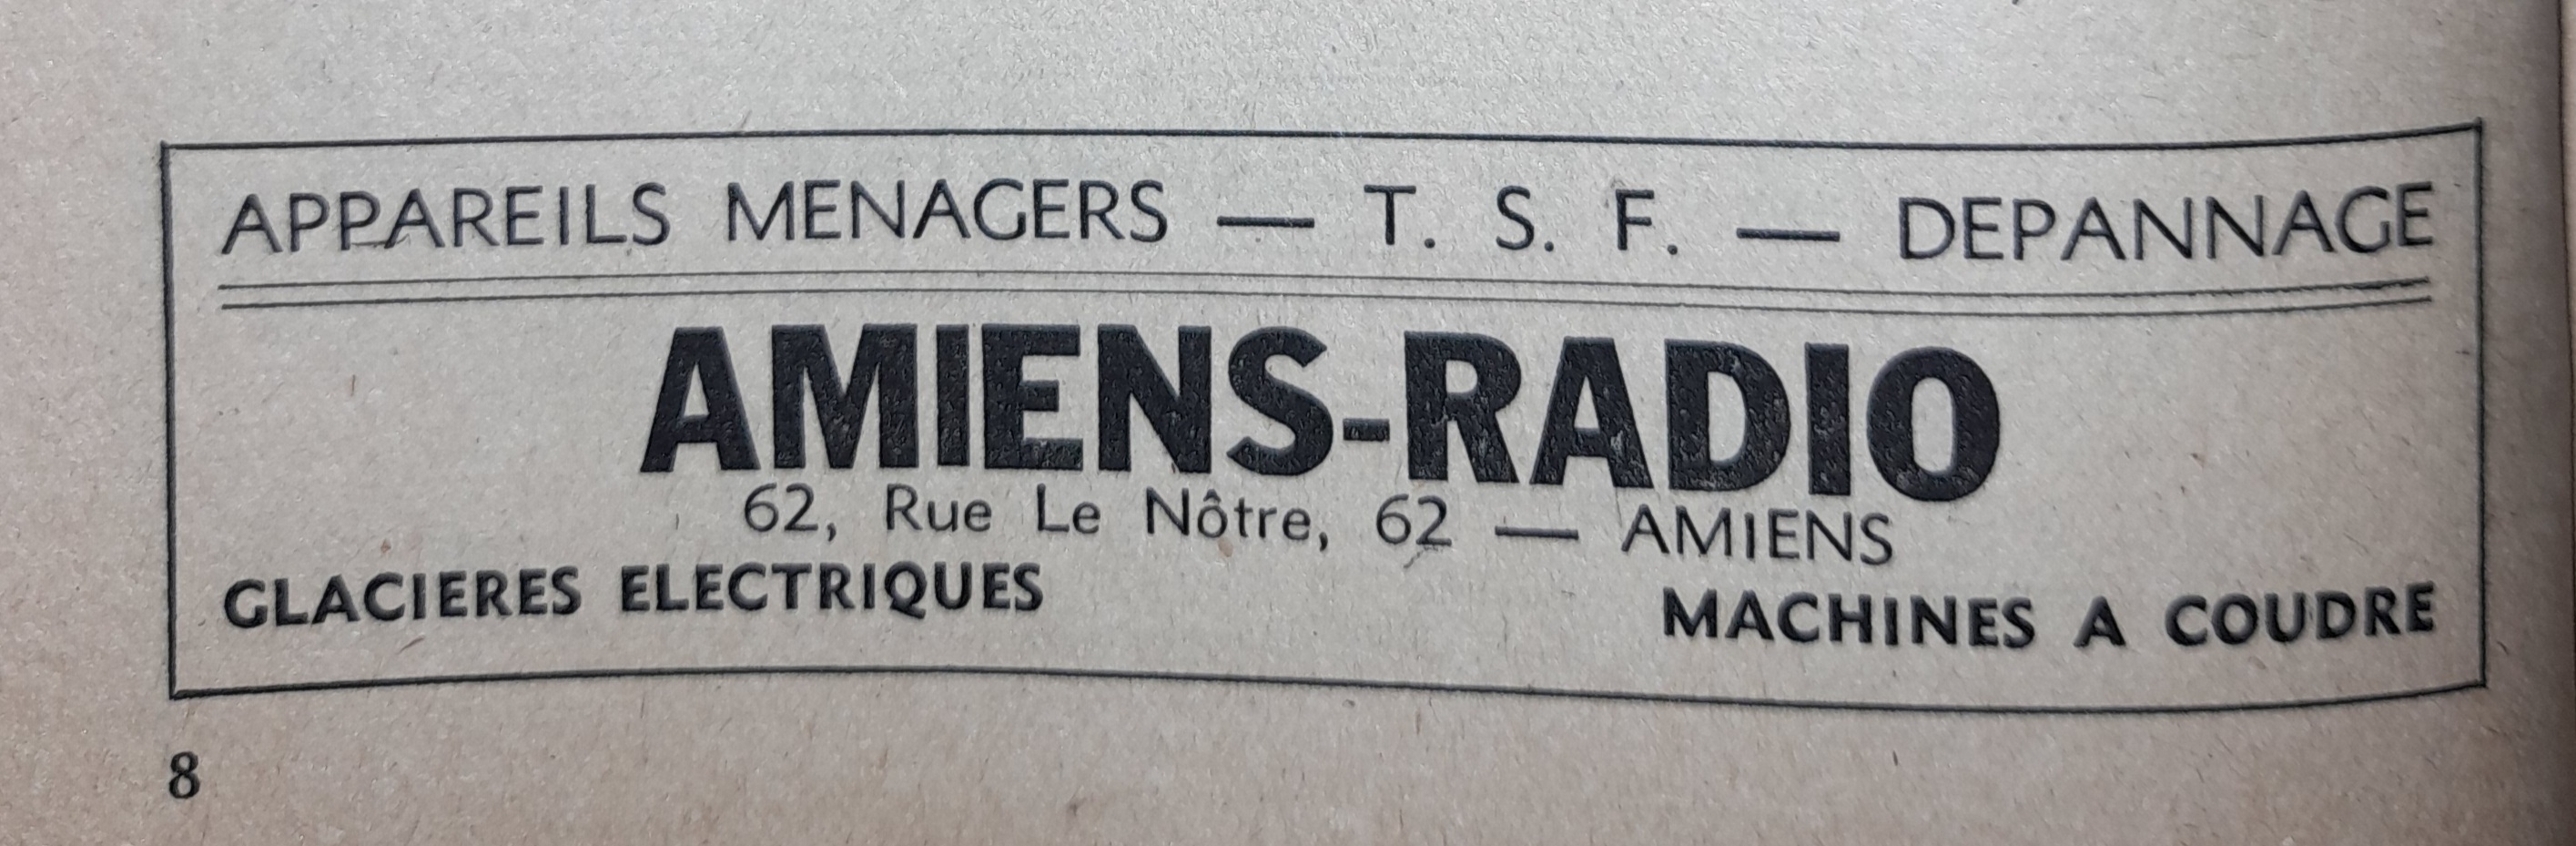 APPAREILS MENAGERS — T. S. F. — DEPANNAGE
AMIENS-RADIO
62, Rue Le Nôtre, 62 — AMIENS
GLACIERES ELECTRIQUES MACHINES A COUDRE
8